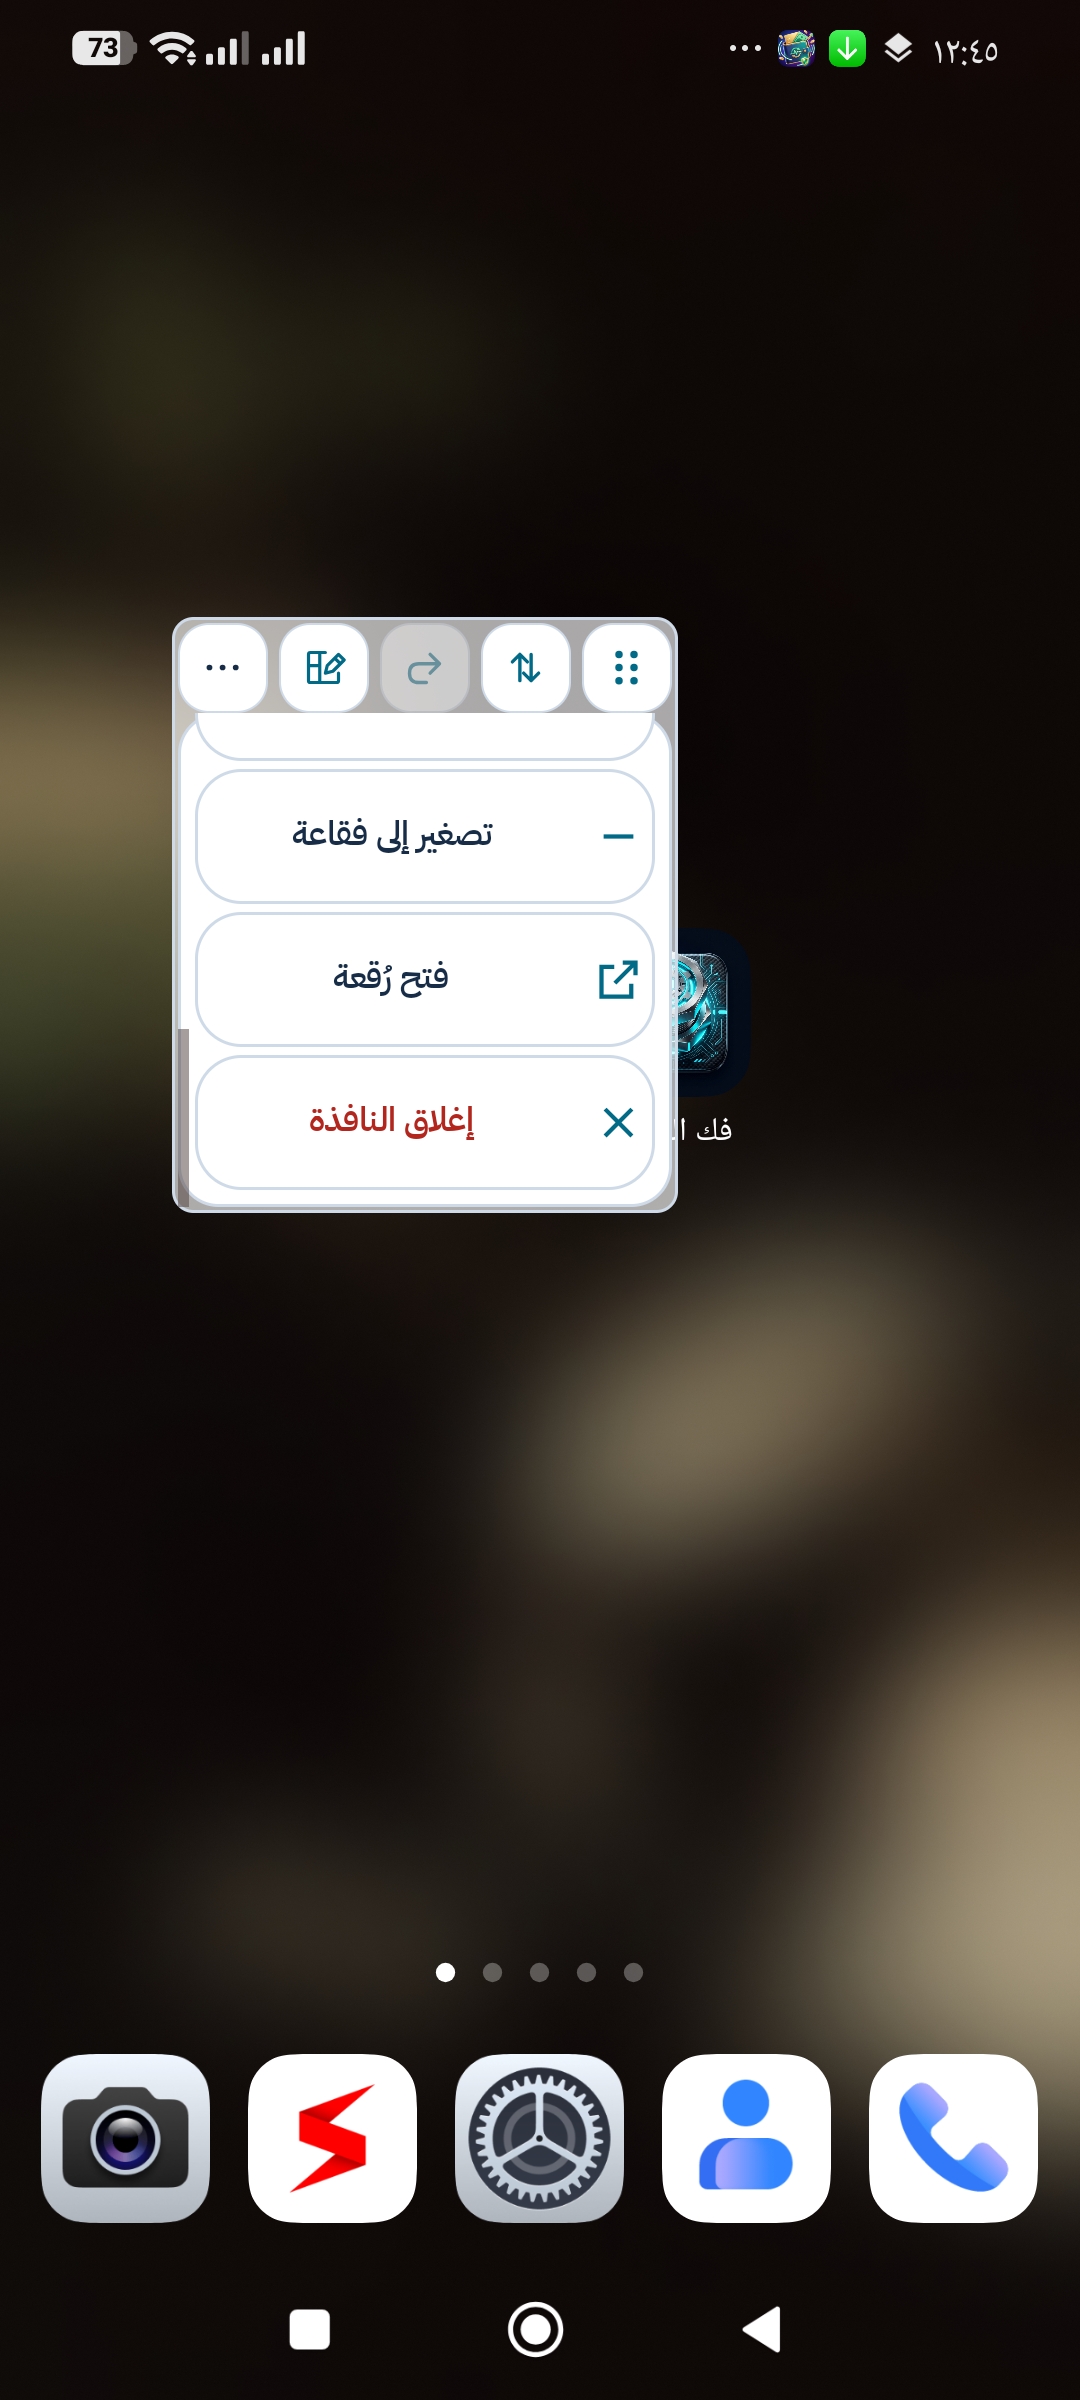 73
١٢:٤٥
تصغير إلى فقاعة
فتح رُقعة
إغلاق النافذة
فك